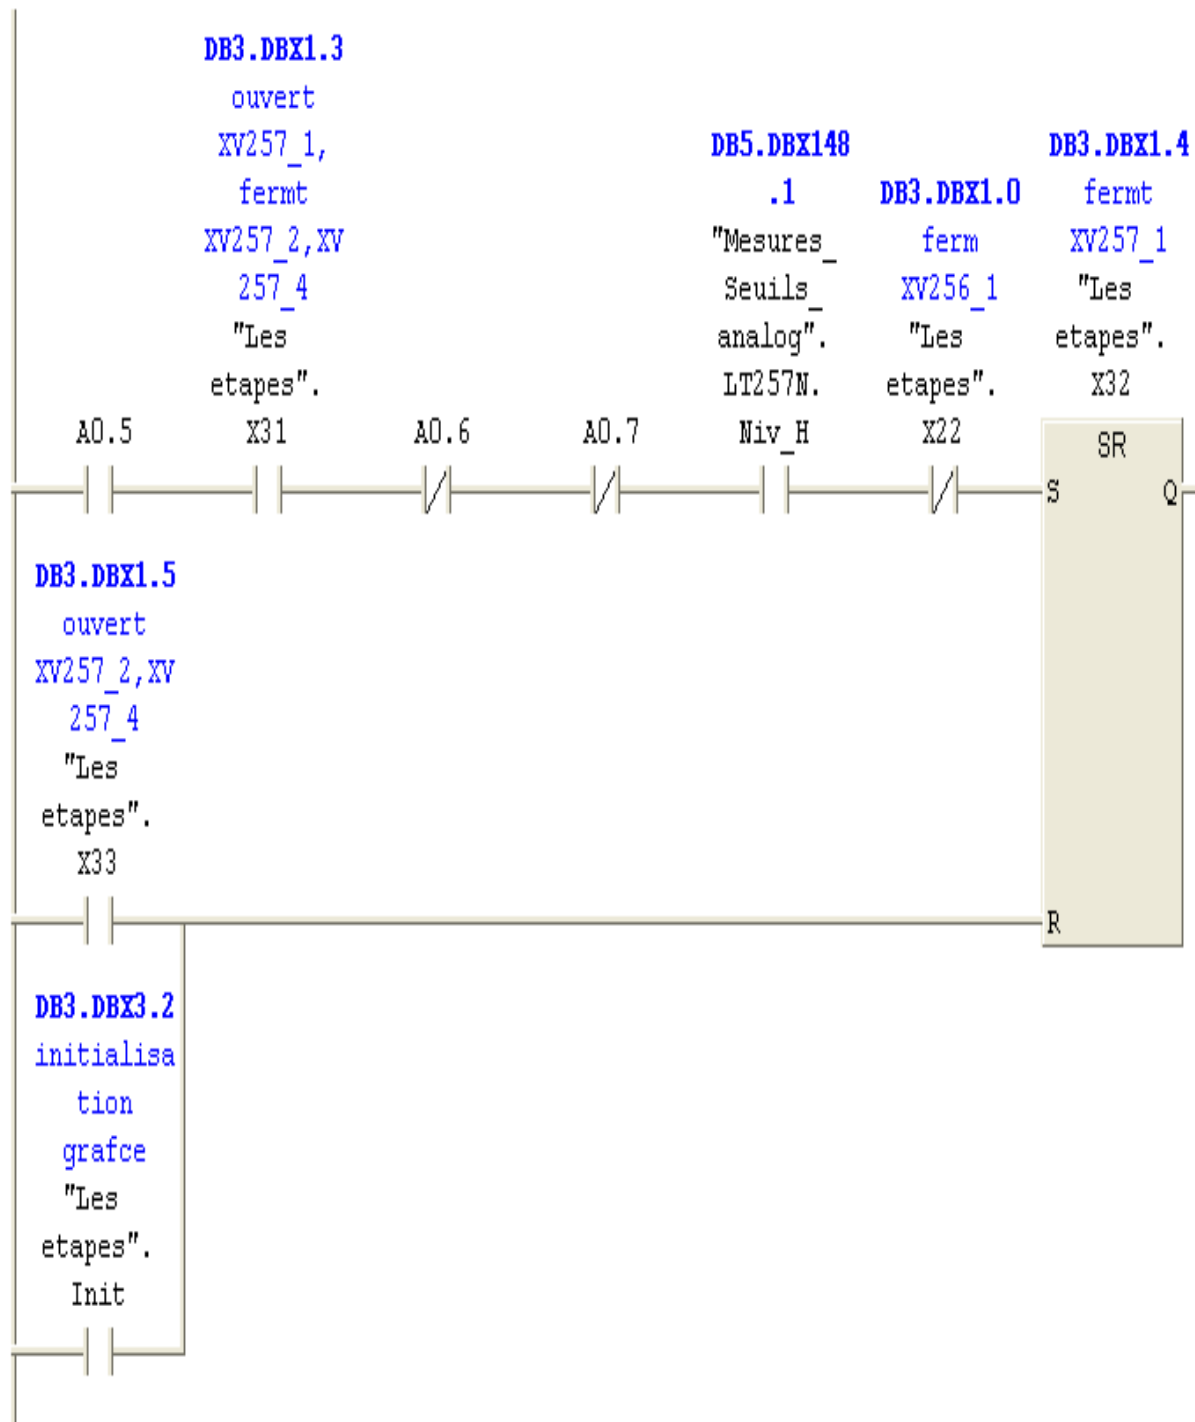 DB3.DBX1.3
ouvert
XV257_1,
fermt
XV257_2,XV
257_4
"Les
etapes".
X31
DB5.DBX148
.1
"Mesures_
Seuils_
analog".
LT257N.
Niv_H
DB3.DBX1.0
ferm
XV256_1
"Les
etapes".
X22
DB3.DBX1.4
fermt
XV257_1
"Les
etapes".
X32
A0.5
A0.6
A0.7
SR
S
Q
DB3.DBX1.5
ouvert
XV257_2,XV
257_4
"Les
etapes".
X33
R
DB3.DBX3.2
initialisa
tion
grafce
"Les
etapes".
Init